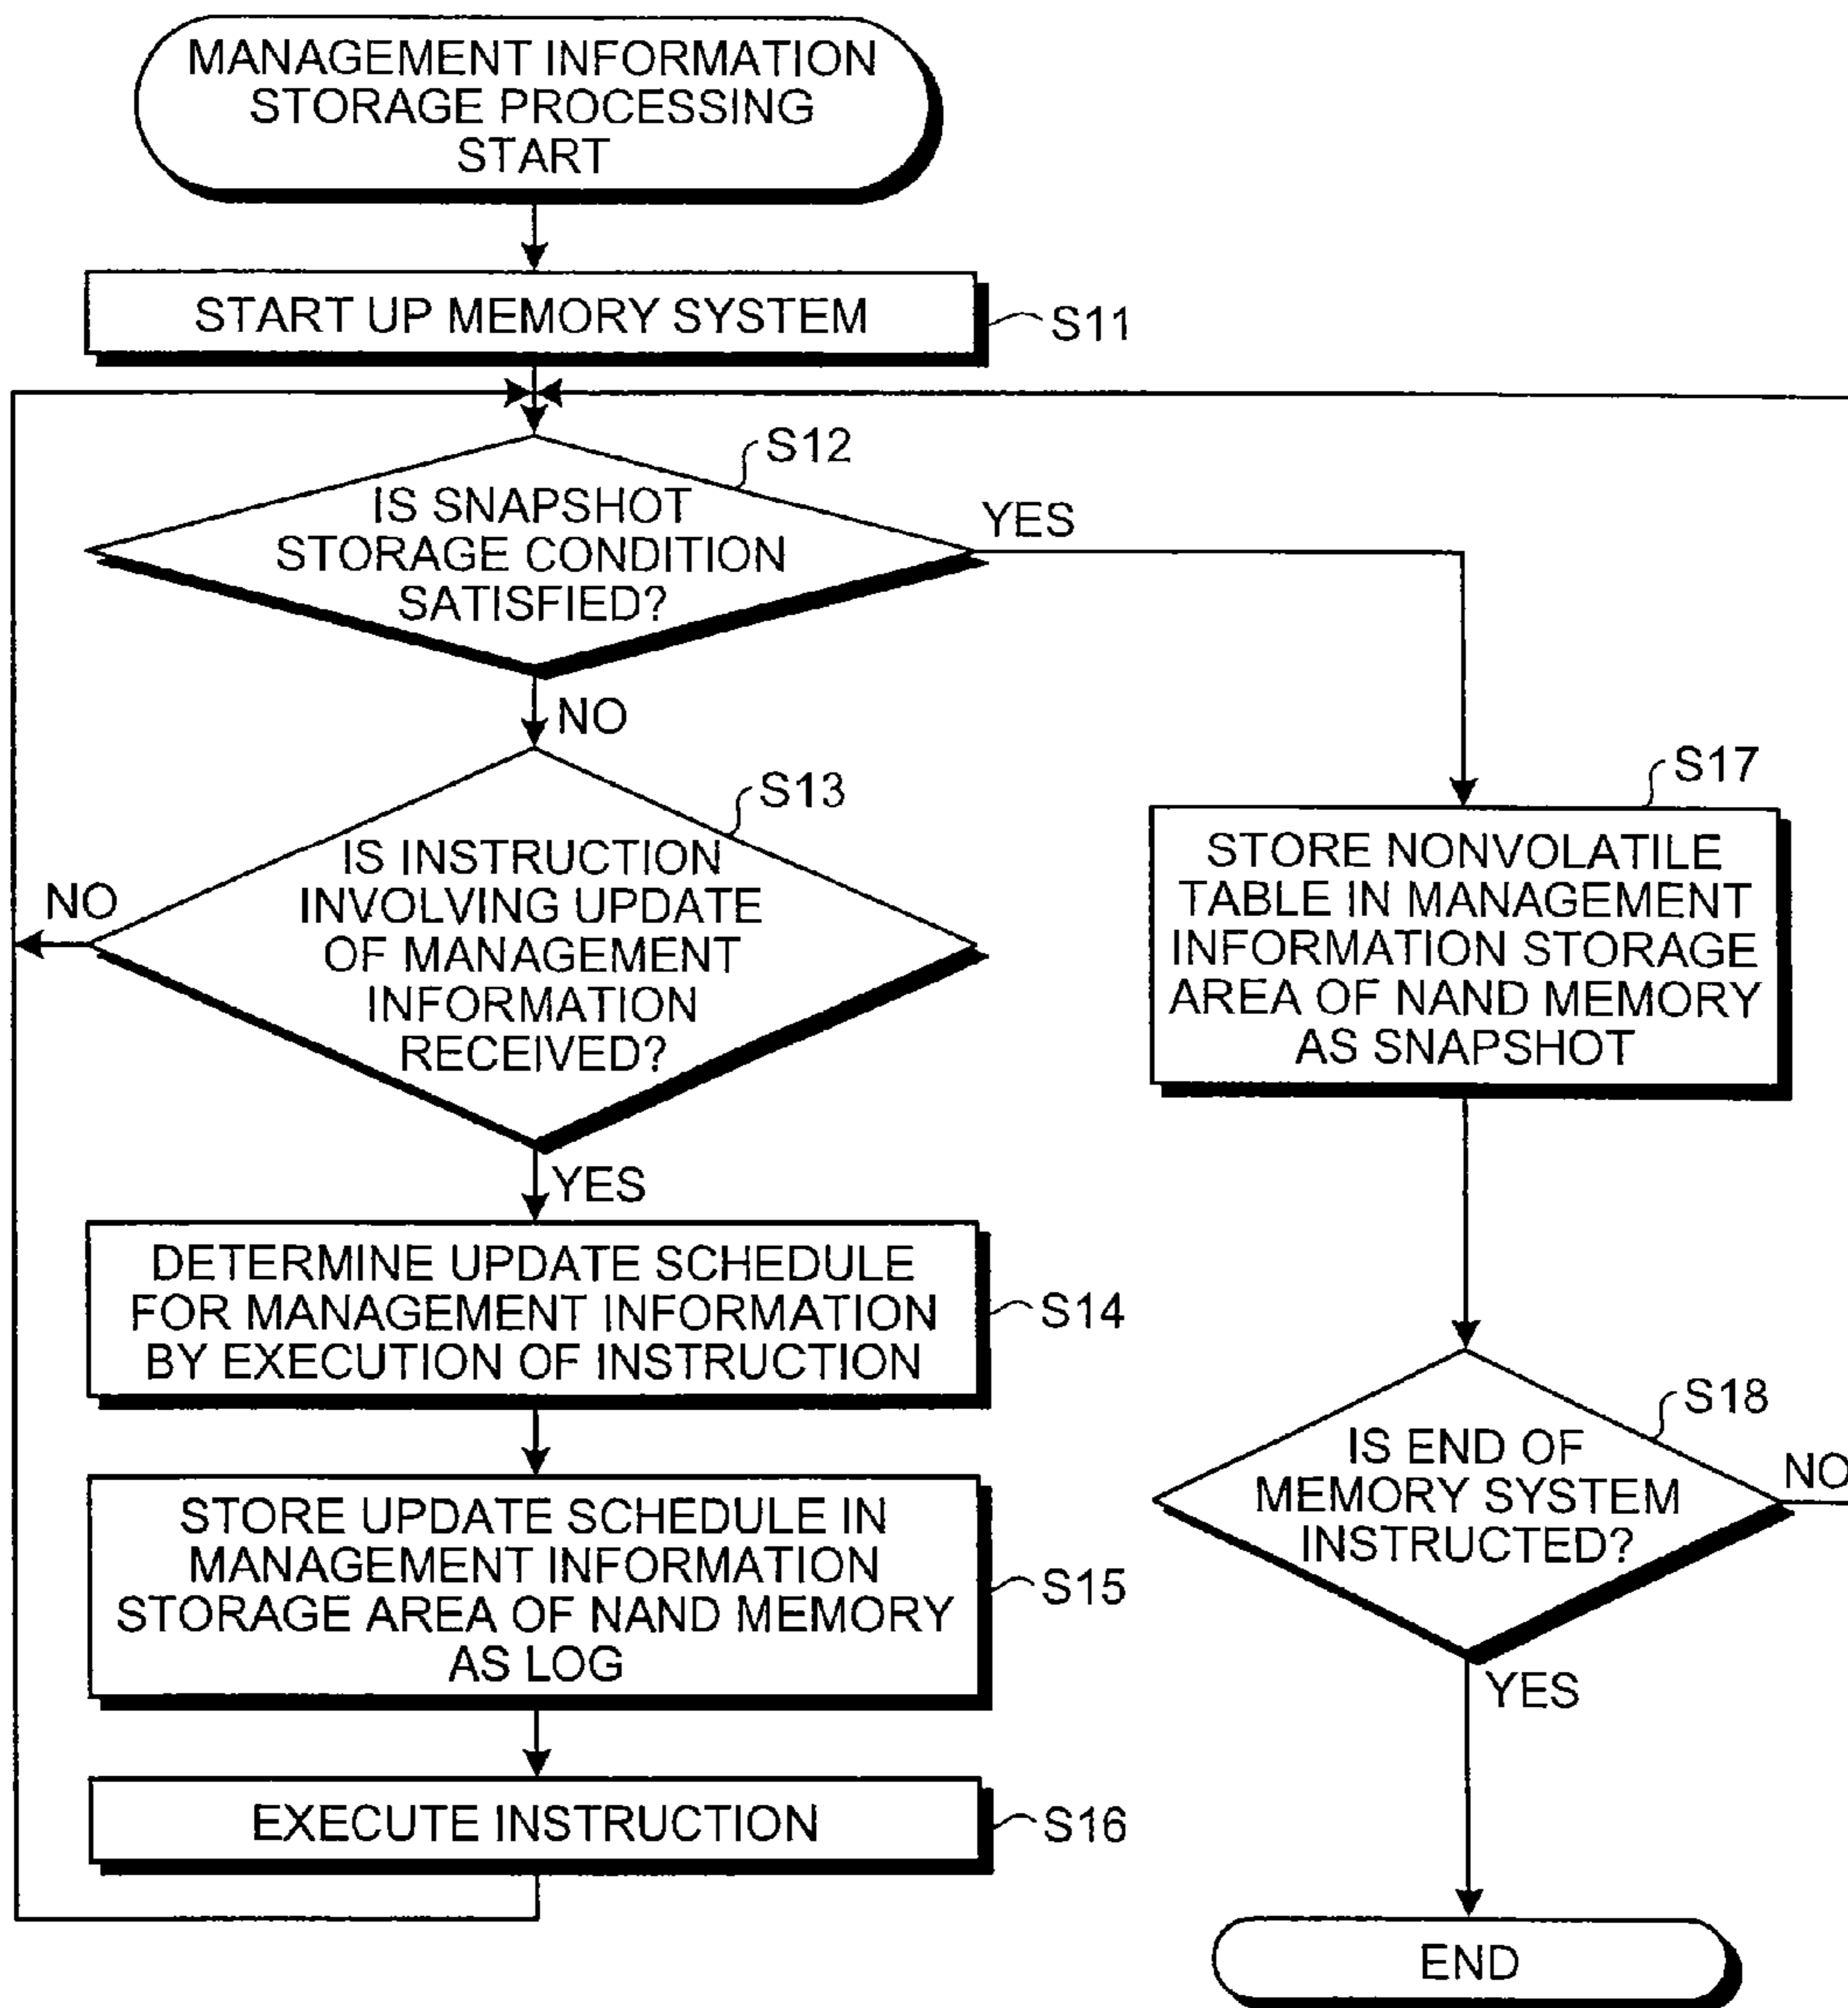 MANAGEMENT INFORMATION
STORAGE PROCESSING
START
START UP MEMORY SYSTEM
S11
S12
IS SNAPSHOT
STORAGE CONDITION
SATISFIED?
YES
NO
S13
IS INSTRUCTION
INVOLVING UPDATE
OF MANAGEMENT
INFORMATION
RECEIVED?
NO
YES
DETERMINE UPDATE SCHEDULE
FOR MANAGEMENT INFORMATION
BY EXECUTION OF INSTRUCTION
S14
STORE UPDATE SCHEDULE IN
MANAGEMENT INFORMATION
STORAGE AREA OF NAND MEMORY
AS LOG
S15
EXECUTE INSTRUCTION
S16
S17
STORE NONVOLATILE
TABLE IN MANAGEMENT
INFORMATION STORAGE
AREA OF NAND MEMORY
AS SNAPSHOT
S18
IS END OF
MEMORY SYSTEM
INSTRUCTED?
NO
YES
END